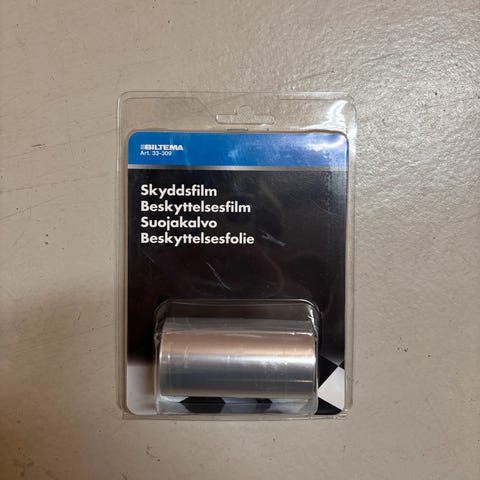 BILTEMA
Art. 33-309
Skyddsfilm
Beskyttelsesfilm
Suojakalvo
Beskyttelsesfolie